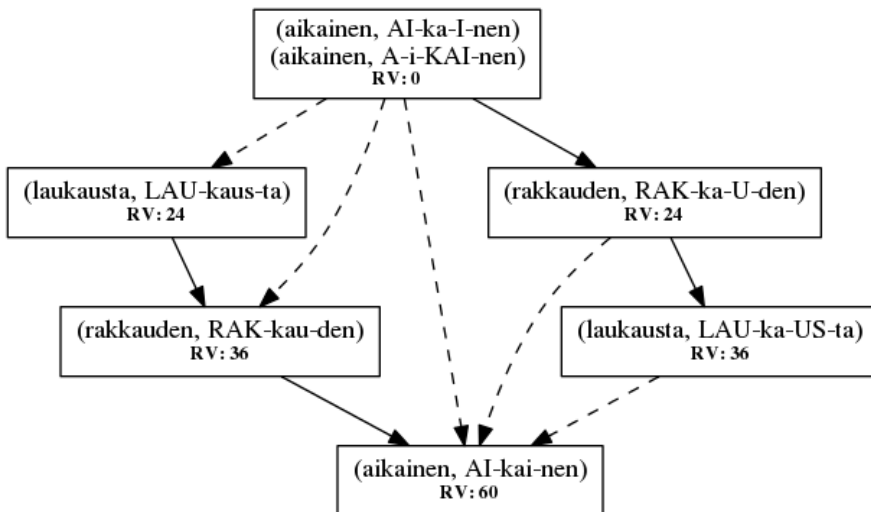 (aikainen, AI-ka-I-nen)
(aikainen, A-i-KAI-nen)
RV: 0
(laukausta, LAU-kaus-ta)
RV: 24
(rakkauden, RAK-ka-U-den)
RV: 24
(rakkauden, RAK-kau-den)
RV: 36
(laukausta, LAU-ka-US-ta)
RV: 36
(aikainen, AI-kai-nen)
RV: 60